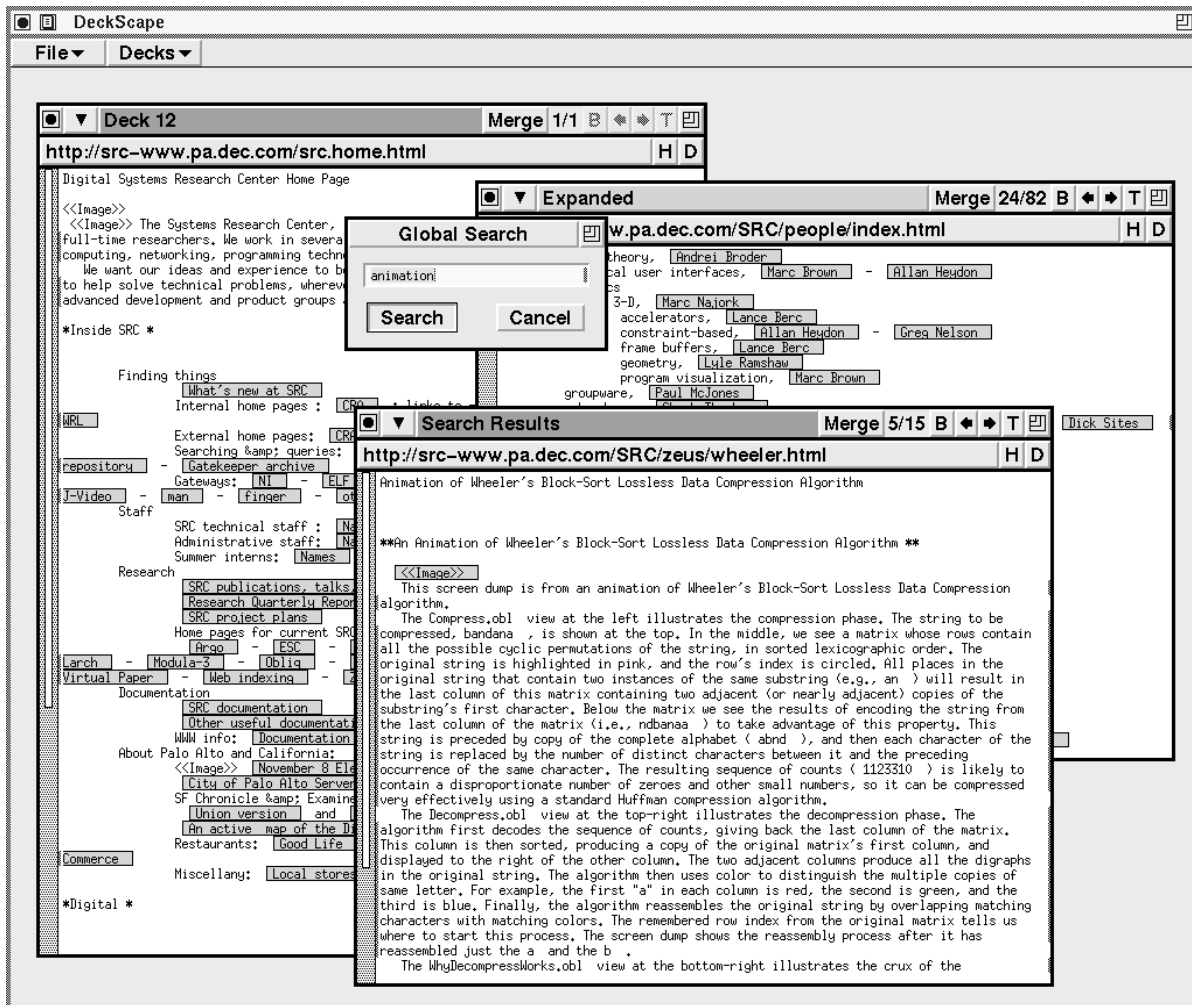 DeckScape
File Decks
Deck 12 Merge 1/1 B T
http://src-www.pa.dec.com/src.home.html H D
Digital Systems Research Center Home Page
<<Image>>
<<Image>> The Systems Research Center,
full-time researchers. We work in severa
computing, networking, programming techn
We want our ideas and experience to b
to help solve technical problems, wherev
advanced development and product groups
*Inside SRC *
Finding things
What's new at SRC
Internal home pages : CRA : links to
WRL
External home pages: CR
Searching &amp; queries:
repository - Gatekeeper archive
Gateways: NI - ELF
J-Video - man - finger - ot
Staff
SRC technical staff : Na
Administrative staff: Na
Summer interns: Names
Research
SRC publications, talks,
Research Quarterly Repor
SRC project plans
Home pages for current SRC
Argo - ESC -
Larch - Modula-3 - Obliq -
Virtual Paper - Web indexing - Z
Documentation
SRC documentation
Other useful documentati
WWW info: Documentation
About Palo Alto and California:
<<Image>> November 8 Ele
City of Palo Alto Server
SF Chronicle &amp; Examine
Union version and
An active map of the Di
Restaurants: Good Life
Commerce
Miscellany: Local stores
*Digital *
Expanded Merge 24/82 B T
w.pa.dec.com/SRC/people/index.html H D
theory, Andrei Broder
cal user interfaces, Marc Brown - Allan Heydon
cs
3-D, Marc Najork
accelerators, Lance Berc
constraint-based, Allan Heydon - Greg Nelson
frame buffers, Lance Berc
geometry, Lyle Ramshaw
program visualization, Marc Brown
groupware, Paul McJones
Dick Sites
Global Search
animation
Search Cancel
Search Results Merge 5/15 B T
http://src-www.pa.dec.com/SRC/zeus/wheeler.html H D
Animation of Wheeler's Block-Sort Lossless Data Compression Algorithm
**An Animation of Wheeler's Block-Sort Lossless Data Compression Algorithm **
<<Image>>
This screen dump is from an animation of Wheeler's Block-Sort Lossless Data Compression
algorithm.
The Compress.obl view at the left illustrates the compression phase. The string to be
compressed, bandana , is shown at the top. In the middle, we see a matrix whose rows contain
all the possible cyclic permutations of the string, in sorted lexicographic order. The
original string is highlighted in pink, and the row's index is circled. All places in the
original string that contain two instances of the same substring (e.g., an ) will result in
the last column of this matrix containing two adjacent (or nearly adjacent) copies of the
substring's first character. Below the matrix we see the results of encoding the string from
the last column of the matrix (i.e., ndbanaa ) to take advantage of this property. This
string is preceded by copy of the complete alphabet ( abnd ), and then each character of the
string is replaced by the number of distinct characters between it and the preceding
occurrence of the same character. The resulting sequence of counts ( 1123310 ) is likely to
contain a disproportionate number of zeroes and other small numbers, so it can be compressed
very effectively using a standard Huffman compression algorithm.
The Decompress.obl view at the top-right illustrates the decompression phase. The
algorithm first decodes the sequence of counts, giving back the last column of the matrix.
This column is then sorted, producing a copy of the original matrix's first column, and
displayed to the right of the other column. The two adjacent columns produce all the digraphs
in the original string. The algorithm then uses color to distinguish the multiple copies of
same letter. For example, the first "a" in each column is red, the second is green, and the
third is blue. Finally, the algorithm reassembles the original string by overlapping matching
characters with matching colors. The remembered row index from the original matrix tells us
where to start this process. The screen dump shows the reassembly process after it has
reassembled just the a and the b .
The WhyDecompressWorks.obl view at the bottom-right illustrates the crux of the